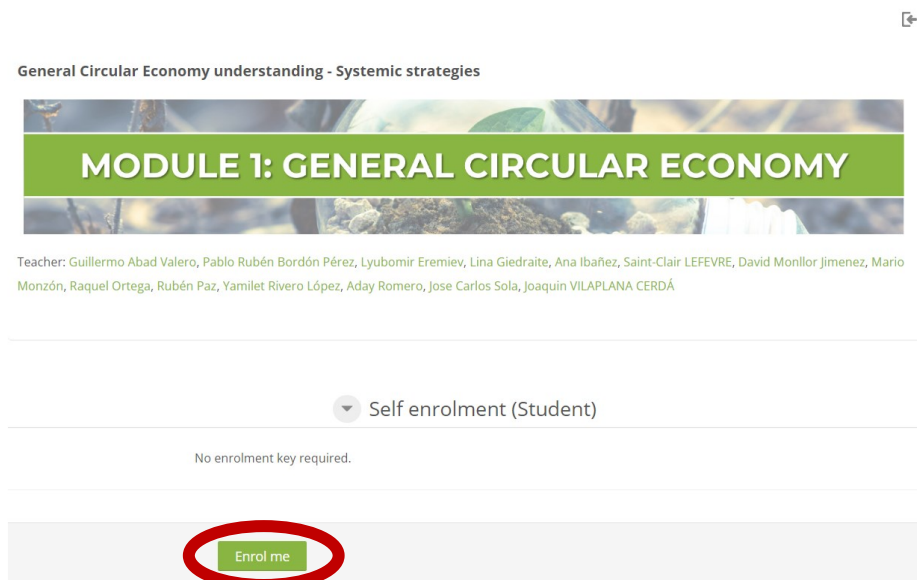 General Circular Economy understanding - Systemic strategies
MODULE 1: GENERAL CIRCULAR ECONOMY
Teacher: Guillermo Abad Valero, Pablo Rubén Bordón Pérez, Lyubomir Eremiev, Lina Giedraite, Ana Ibañez, Saint-Clair LEFEVRE, David Monllor Jimenez, Mario
Monzón, Raquel Ortega, Rubén Paz, Yamilet Rivero López, Aday Romero, Jose Carlos Sola, Joaquin VILAPLANA CERDÁ
Self enrolment (Student)
No enrolment key required.
Enrol me